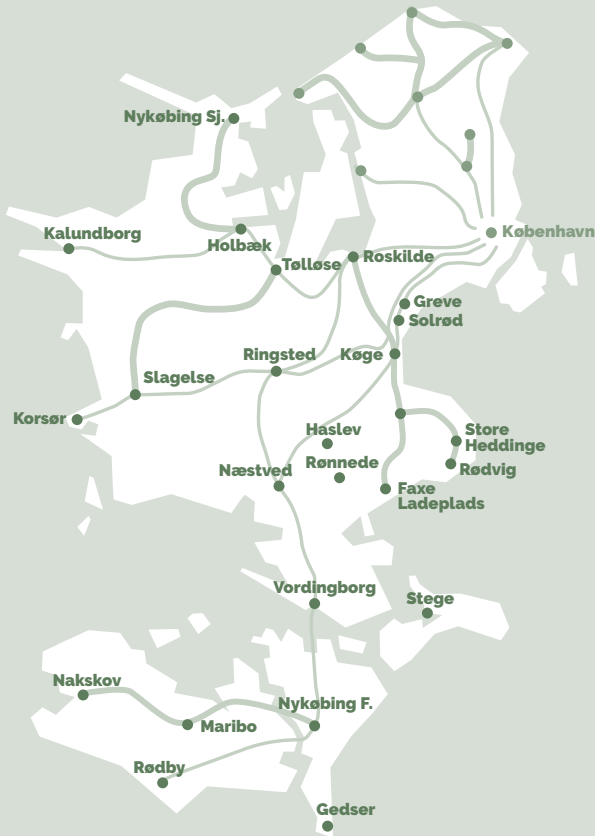 Nykøbing Sj.
Kalundborg
København
Holbæk
Roskilde
Tølløse
Greve
Solrød
Ringsted
Køge
Slagelse
Korsør
Haslev
Store
Heddinge
Rønnede
Rødvig
Næstved
Faxe
Ladeplads
Vordingborg
Stege
Nakskov
Nykøbing F.
Maribo
Rødby
Gedser